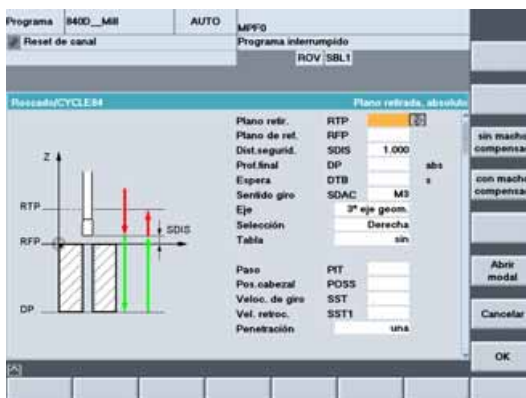 Programa 840D__Mill AUTO MPF0
Reset de canal Programa interrumpido
ROV SBL1
Roscado/CYCLE84 Plano retirada, absoluto
Plano retir. RTP
Plano de ref. RFP
Dist.segurid. SDIS 1.000
Prof.final DP abs
Espera DTB s
Sentido giro SDAC M3
Eje 3ª eje geom.
Selección Derecha
Tabla sin
Paso PIT
Pos.cabezal POSS
Veloc. de giro SST
Vel. retroc. SST1
Penetración una
Z
RTP
SDIS
RFP
DP
sin macho
compensa
con macho
compensa
Abrir
modal
Cancelar
OK